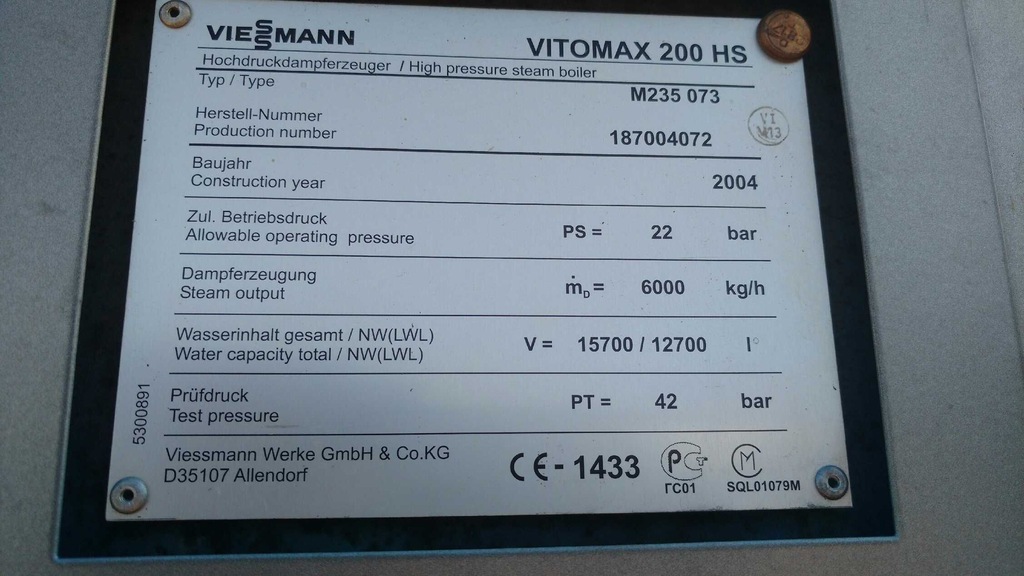 VIESSMANN
VITOMAX 200 HS
Hochdruckdampferzeuger / High pressure steam boiler
Typ / Type
M235 073
Herstell-Nummer
Production number
187004072
VI
M13
Baujahr
Construction year
2004
Zul. Betriebsdruck
Allowable operating pressure
PS = 22 bar
Dampferzeugung
Steam output
ṁD = 6000 kg/h
Wasserinhalt gesamt / NW(LWL)
Water capacity total / NW(LWL)
V = 15700 / 12700 l
Prüfdruck
Test pressure
PT = 42 bar
5300891
Viessmann Werke GmbH & Co.KG
D35107 Allendorf
CE - 1433
ГС01
SQL01079M